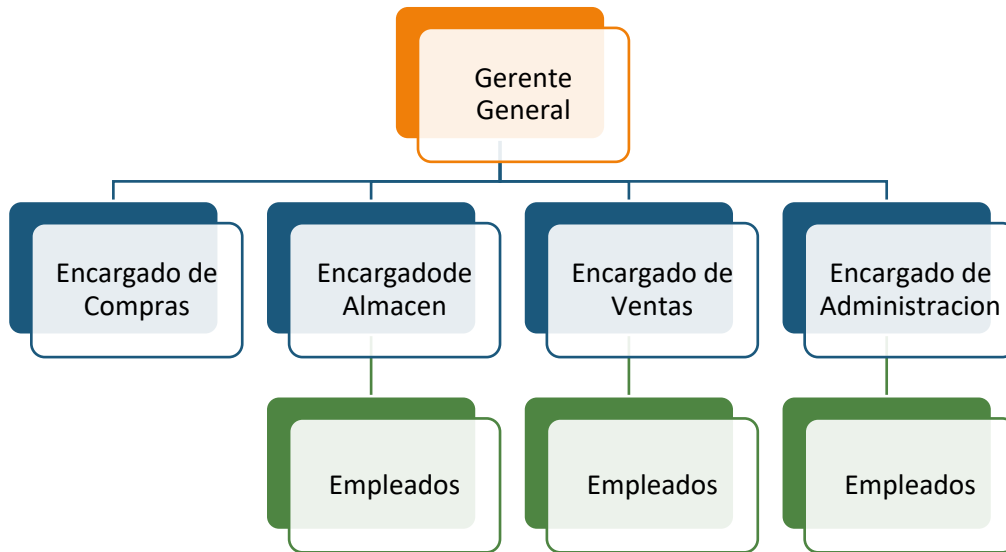 Gerente
General
Encargado de
Compras
Encargadode
Almacen
Encargado de
Ventas
Encargado de
Administracion
Empleados
Empleados
Empleados